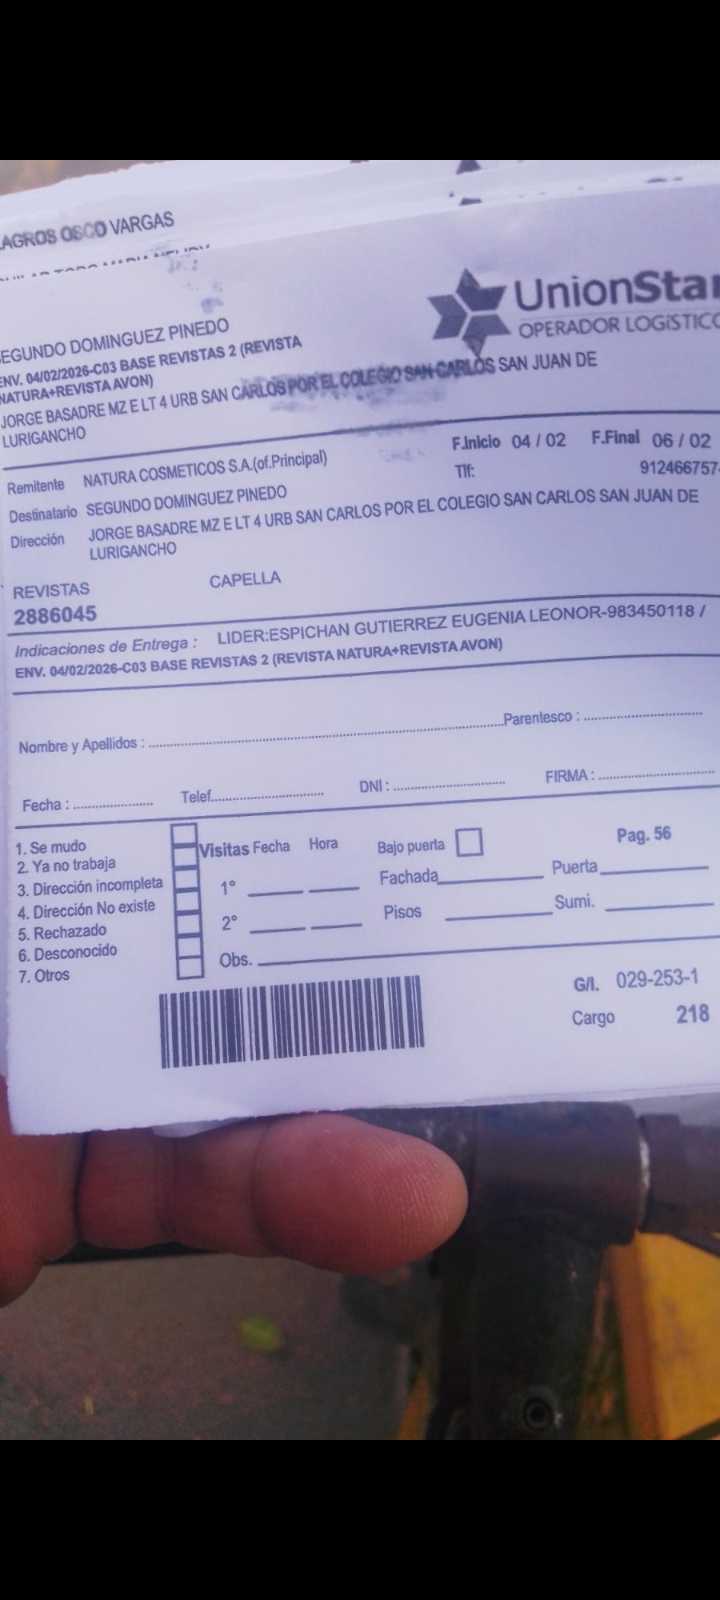 AGROS OSCO VARGAS
EGUNDO DOMINGUEZ PINEDO
ENV. 04/02/2026-C03 BASE REVISTAS 2 (REVISTA
NATURA+REVISTA AVON)
JORGE BASADRE MZ E LT 4 URB SAN CARLOS POR EL COLEGIO SAN CARLOS SAN JUAN DE
LURIGANCHO
UnionStar
OPERADOR LOGÍSTICO
Remitente NATURA COSMETICOS S.A.(of.Principal)
F.Inicio 04 / 02 F.Final 06 / 02
Destinatario SEGUNDO DOMINGUEZ PINEDO
Tlf: 912466757
Dirección JORGE BASADRE MZ E LT 4 URB SAN CARLOS POR EL COLEGIO SAN CARLOS SAN JUAN DE
LURIGANCHO
REVISTAS CAPELLA
2886045
Indicaciones de Entrega : LIDER:ESPICHAN GUTIERREZ EUGENIA LEONOR-983450118 /
ENV. 04/02/2026-C03 BASE REVISTAS 2 (REVISTA NATURA+REVISTA AVON)
Nombre y Apellidos : Parentesco :
Fecha : Telef. DNI : FIRMA :
1. Se mudo
2. Ya no trabaja
3. Dirección incompleta
4. Dirección No existe
5. Rechazado
6. Desconocido
7. Otros
Visitas Fecha Hora
1°
2°
Obs.
Bajo puerta
Pag. 56
Fachada Puerta
Pisos Sumi.
G/I. 029-253-1
Cargo 218